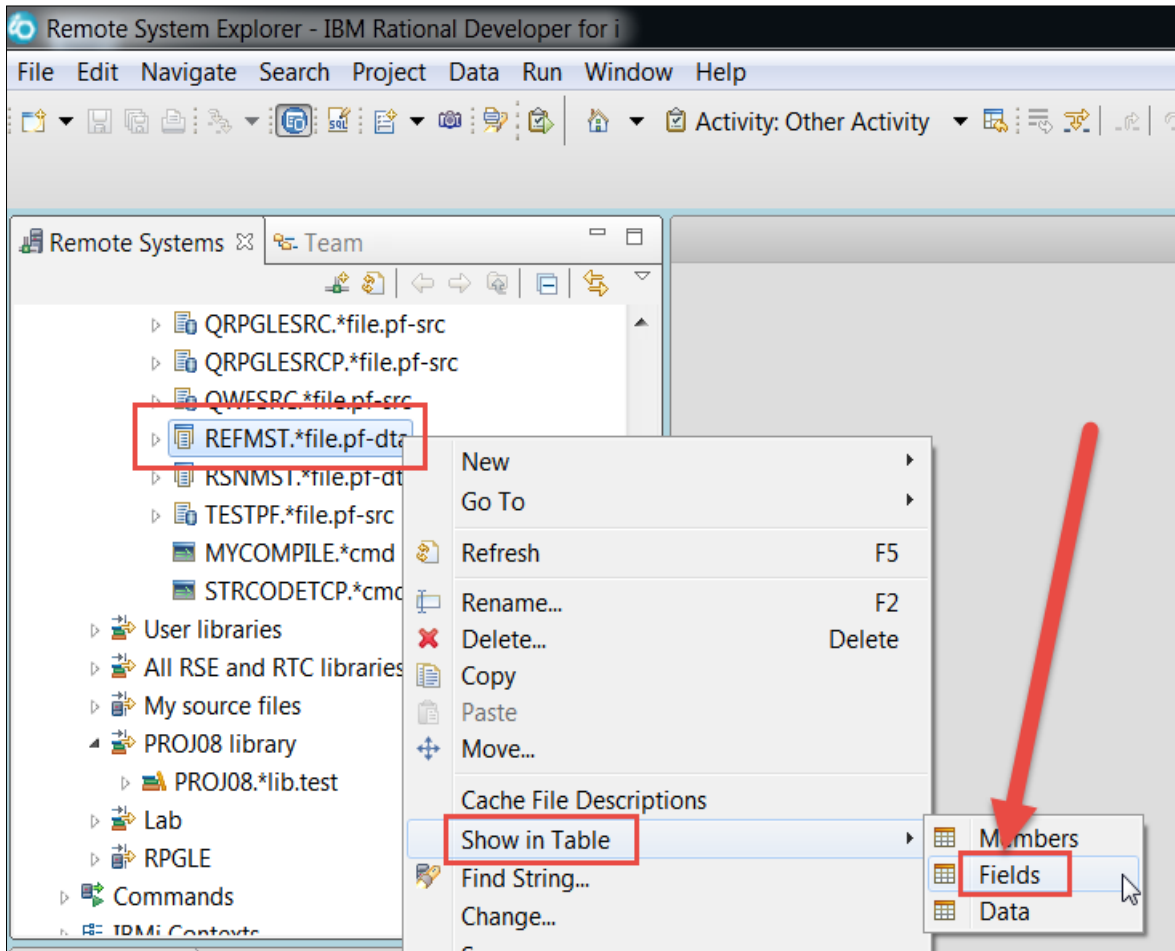 Remote System Explorer - IBM Rational Developer for i
File Edit Navigate Search Project Data Run Window Help
Activity: Other Activity
Remote Systems Team
QRPGLESRC.*file.pf-src
QRPGLESRCP.*file.pf-src
QWFSRC.*file.pf-src
REFMST.*file.pf-dta
RSNMST.*file.pf-dt
TESTPF.*file.pf-src
MYCOMPILE.*cmd
STRCODETCP.*cmd
User libraries
All RSE and RTC libraries
My source files
PROJ08 library
PROJ08.*lib.test
Lab
RPGLE
Commands
IBMi Contexts
New
Go To
Refresh F5
Rename... F2
Delete... Delete
Copy
Paste
Move...
Cache File Descriptions
Show in Table
Find String...
Change...
Members
Fields
Data